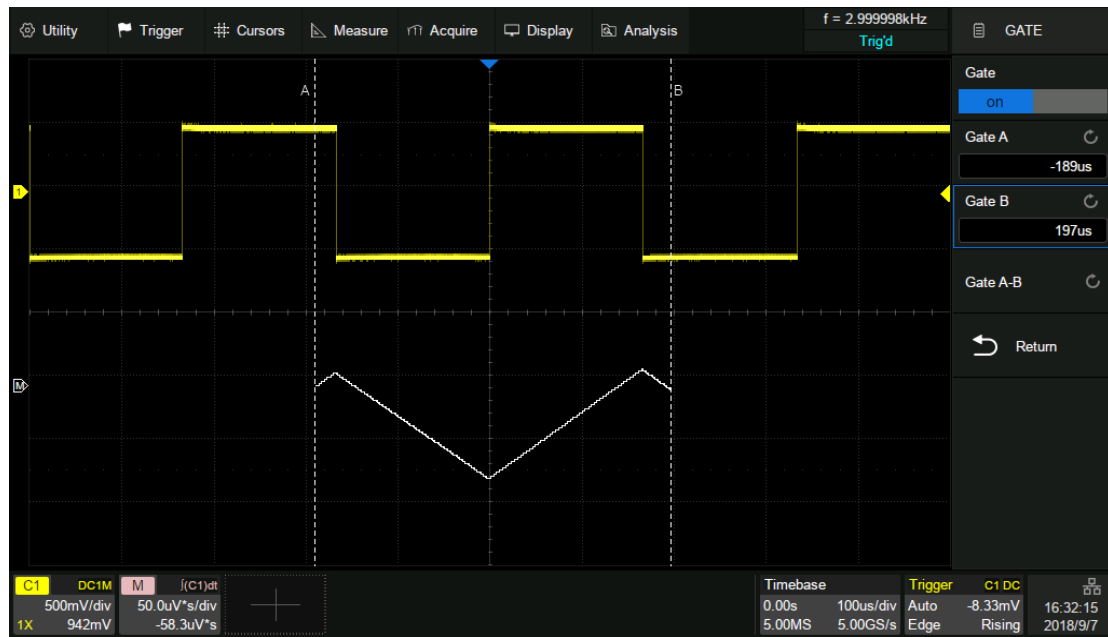 Utility Trigger Cursors Measure Acquire Display Analysis
f = 2.999998kHz
Trig'd
GATE
Gate
on
Gate A
-189us
Gate B
197us
Gate A-B
Return
A
B
1
M
C1 DC1M
500mV/div
1X 942mV
M ∫(C1)dt
50.0uV*s/div
-58.3uV*s
Timebase
0.00s 100us/div
5.00MS 5.00GS/s
Trigger C1 DC
Auto -8.33mV
Edge Rising
16:32:15
2018/9/7